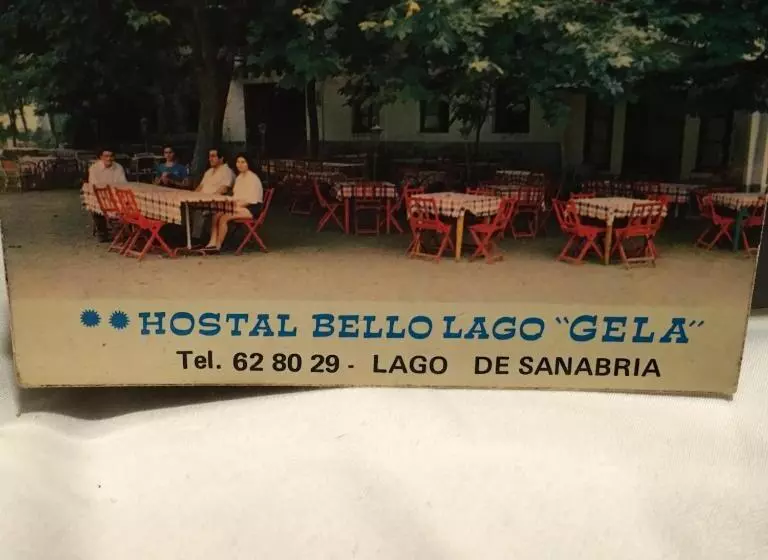 ** HOSTAL BELLO LAGO "GELA"
Tel. 62 80 29 - LAGO DE SANABRIA